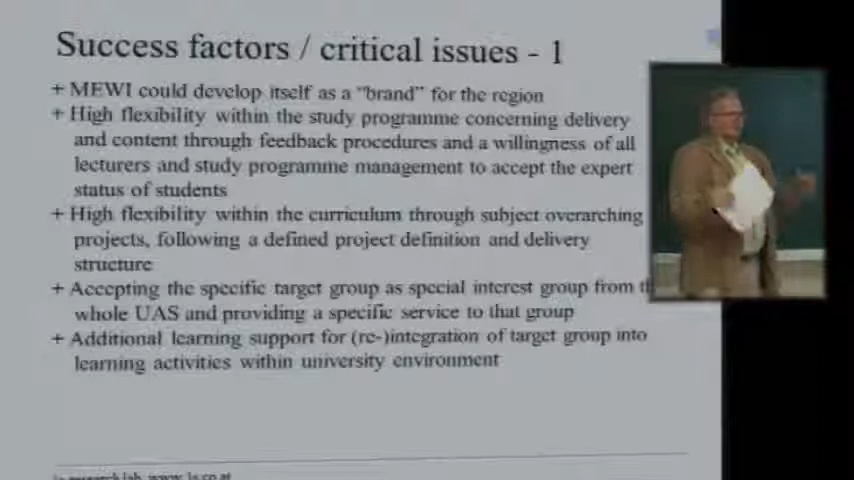 Success factors / critical issues - 1
+ MEWI could develop itself as a "brand" for the region
+ High flexibility within the study programme concerning delivery
and content through feedback procedures and a willingness of all
lecturers and study programme management to accept the expert
status of students
+ High flexibility within the curriculum through subject overarching
projects, following a defined project definition and delivery
structure
+ Accepting the specific target group as special interest group from
whole UAS and providing a specific service to that group
+ Additional learning support for (re-)integration of target group into
learning activities within university environment